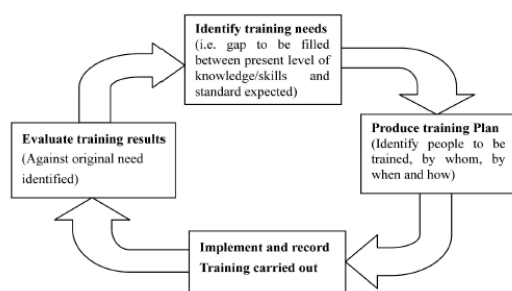 Identify training needs
(i.e. gap to be filled
between present level of
knowledge/skills and
standard expected)
Produce training Plan
(Identify people to be
trained, by whom, by
when and how)
Implement and record
Training carried out
Evaluate training results
(Against original need
identified)